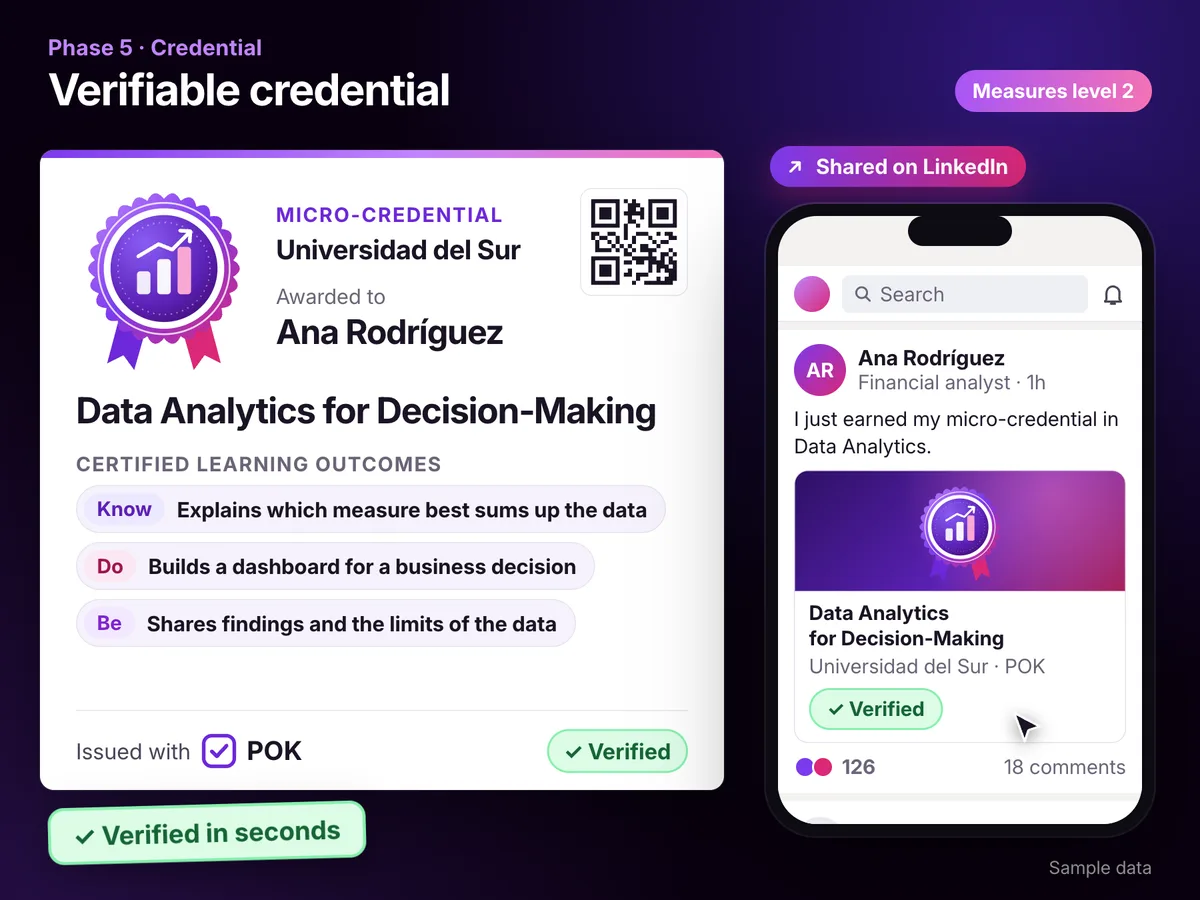 Phase 5 · Credential
Verifiable credential
Measures level 2
MICRO-CREDENTIAL
Universidad del Sur
Awarded to
Ana Rodríguez
Data Analytics for Decision-Making
CERTIFIED LEARNING OUTCOMES
Know Explains which measure best sums up the data
Do Builds a dashboard for a business decision
Be Shares findings and the limits of the data
Issued with POK
✓ Verified
✓ Verified in seconds
↗ Shared on LinkedIn
Search
AR
Ana Rodríguez
Financial analyst · 1h
I just earned my micro-credential in
Data Analytics.
Data Analytics
for Decision-Making
Universidad del Sur · POK
✓ Verified
126
18 comments
Sample data